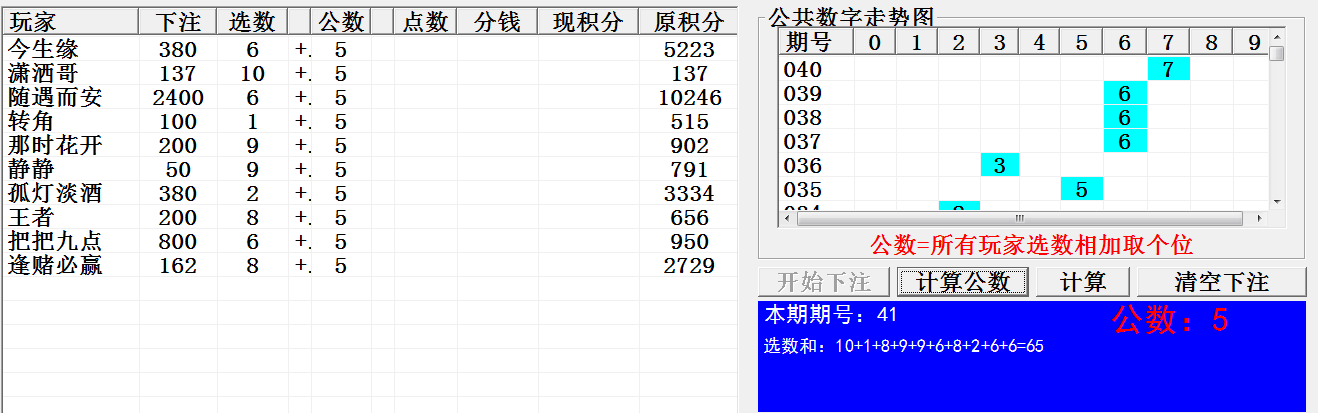 玩家 下注 选数 公数 点数 分钱 现积分 原积分
今生缘 380 6 +. 5 5223
潇洒哥 137 10 +. 5 137
随遇而安 2400 6 +. 5 10246
转角 100 1 +. 5 515
那时花开 200 9 +. 5 902
静静 50 9 +. 5 791
孤灯淡酒 380 2 +. 5 3334
王者 200 8 +. 5 656
把把九点 800 6 +. 5 950
逢赌必赢 162 8 +. 5 2729
公共数字走势图
期号 0 1 2 3 4 5 6 7 8 9
040 7
039 6
038 6
037 6
036 3
035 5
公数=所有玩家选数相加取个位
开始下注 计算公数 计算 清空下注
本期期号：41 公数：5
选数和：10+1+8+9+9+6+8+2+6+6=65